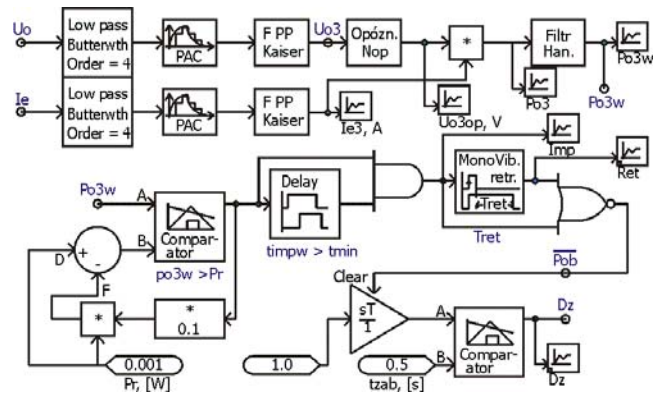 Uo
Low pass
Butterwth
Order = 4
PAC
F PP
Kaiser
Uo3
Opóźn.
Nop
*
Filtr
Han.
Po3w
Ie
Low pass
Butterwth
Order = 4
PAC
F PP
Kaiser
Ie3, A
Uo3op, V
Po3
Po3w
Imp
Po3w
A
B
Compar-
ator
po3w >Pr
Delay
timpw > tmin
MonoVib.
retr.
Tret
Tret
Ret
D
+
-
F
*
*
0.1
0.001
Pr, [W]
Clear
sT
1
1.0
0.5
tzab, [s]
A
B
Compar-
ator
Pob
Dz
Dz